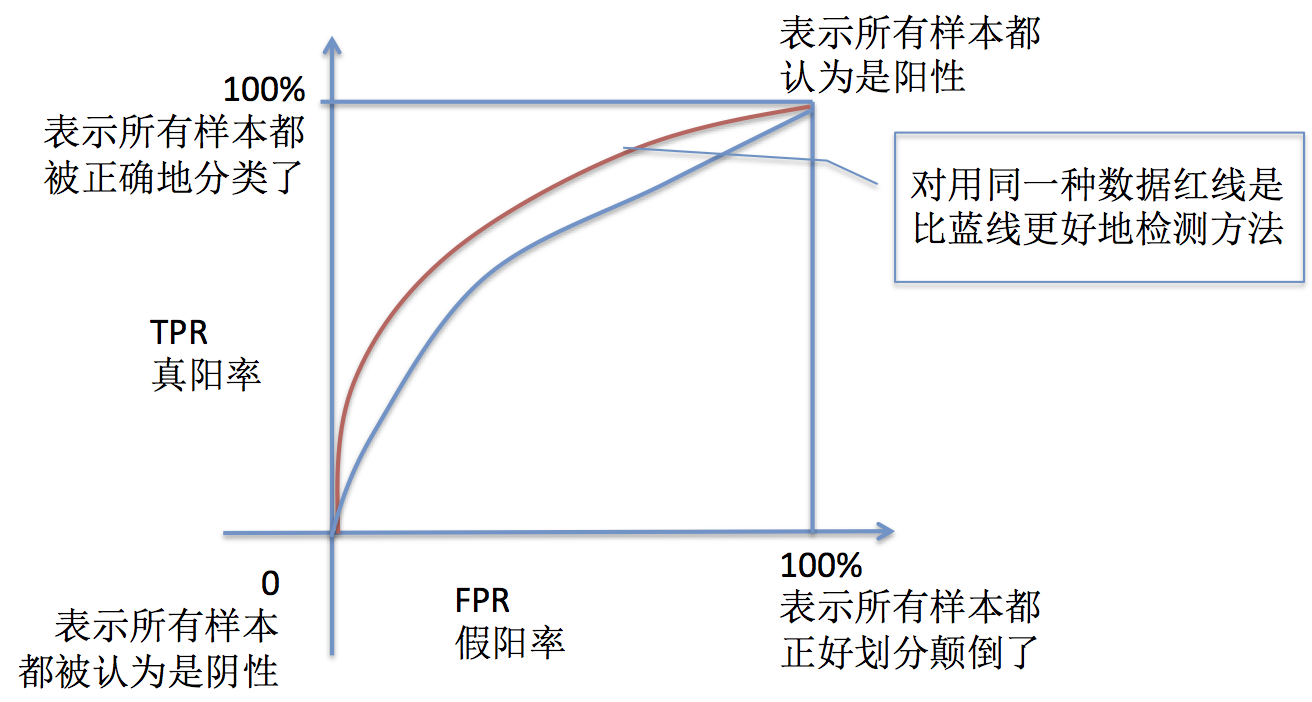 表示所有样本都
认为是阳性
100%
表示所有样本都
被正确地分类了
对用同一种数据红线是
比蓝线更好地检测方法
TPR
真阳率
0
表示所有样本
都被认为是阴性
FPR
假阳率
100%
表示所有样本都
正好划分颠倒了